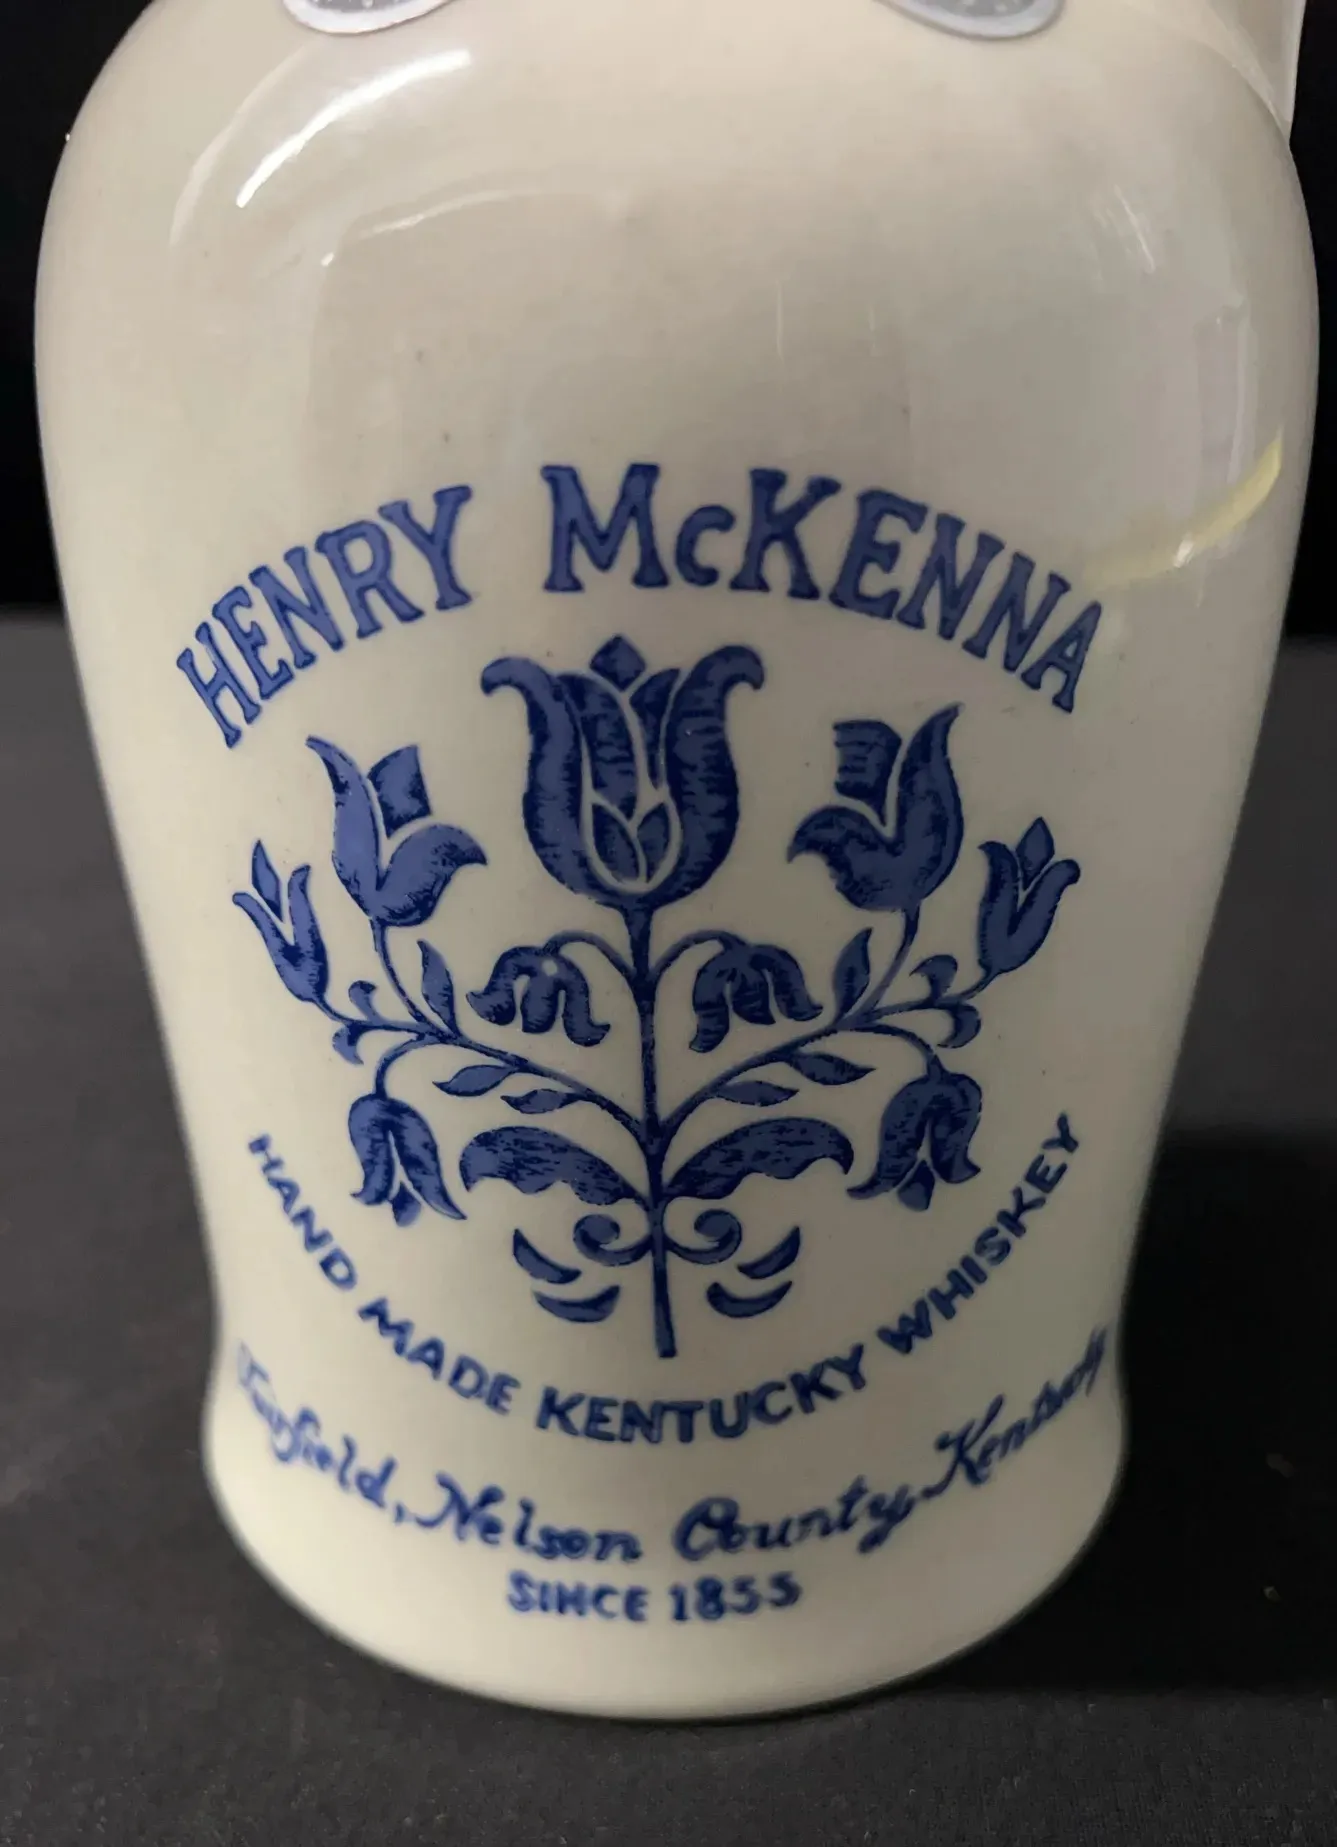 HENRY McKENNA
HAND MADE KENTUCKY WHISKEY
Fairfield, Nelson County, Kentucky
SINCE 1855